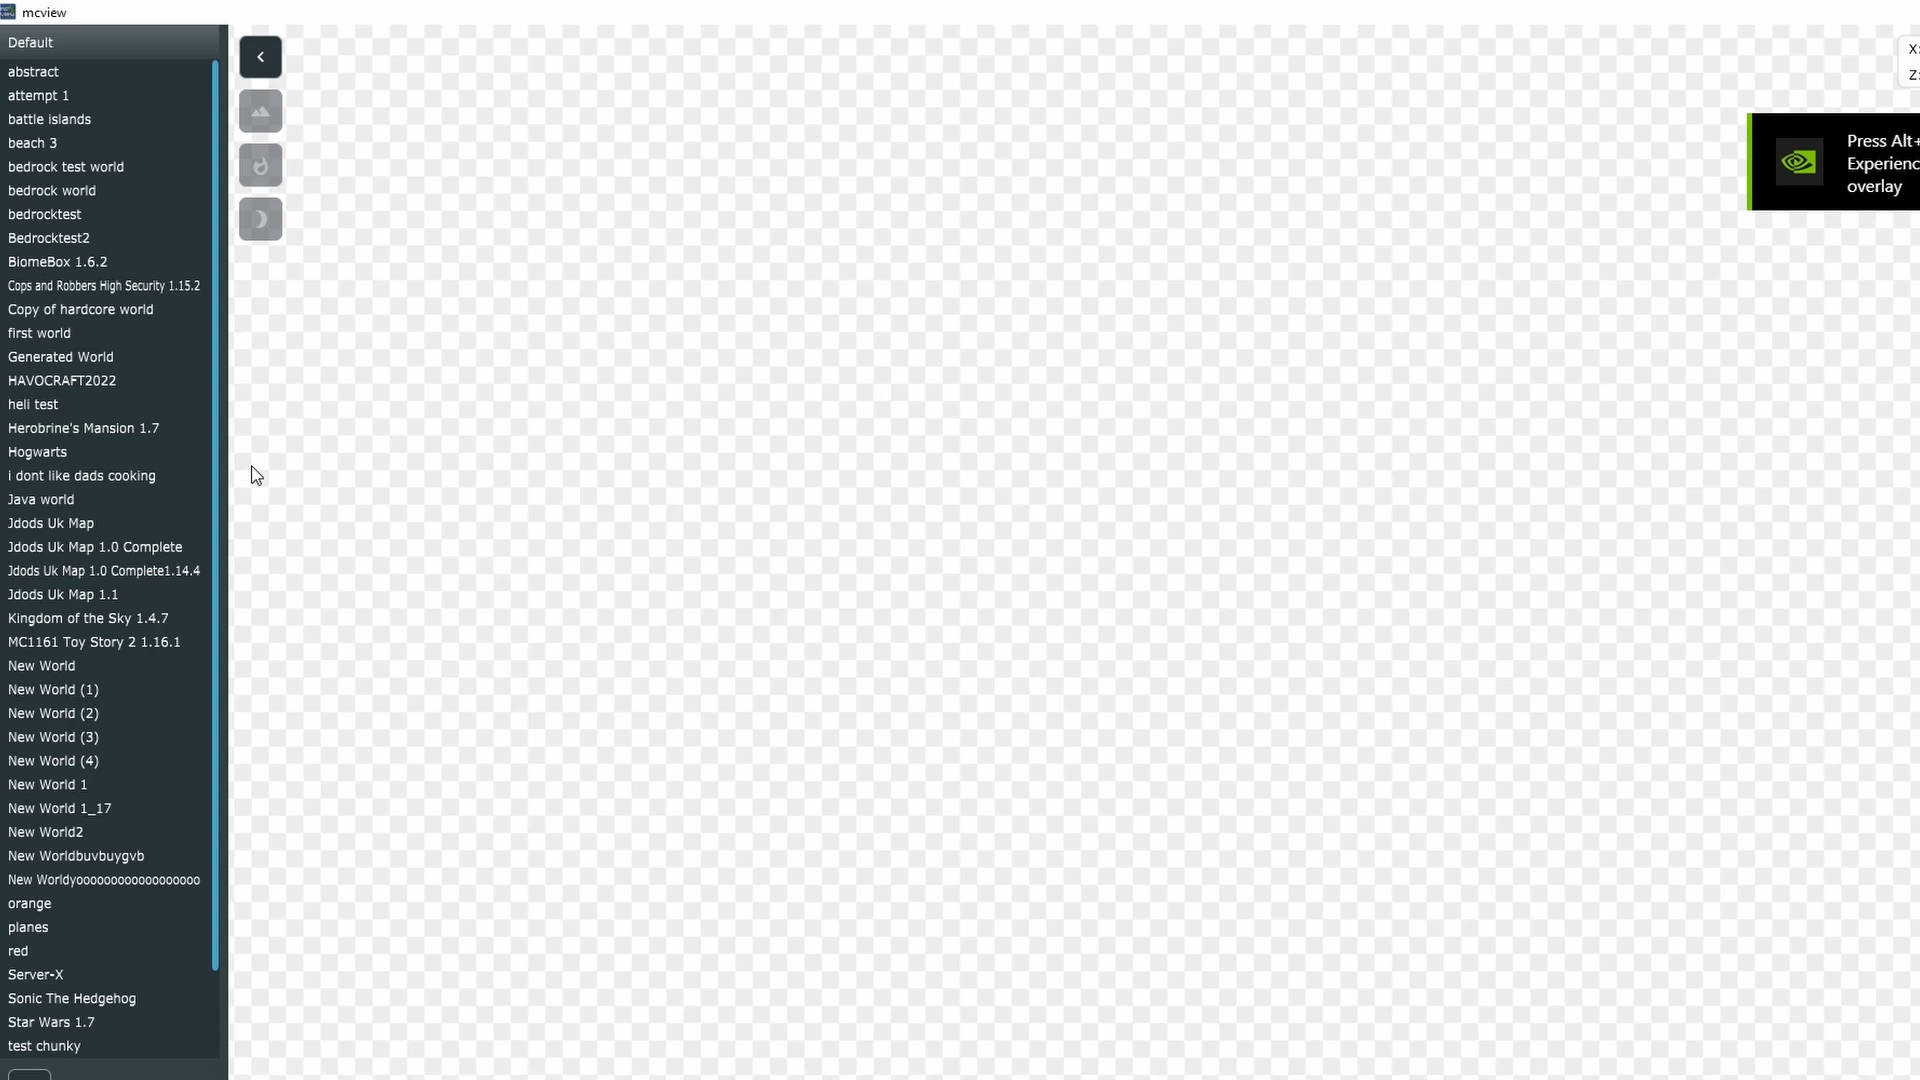 mcview
Default
abstract
attempt 1
battle islands
beach 3
bedrock test world
bedrock world
bedrocktest
Bedrocktest2
BiomeBox 1.6.2
Cops and Robbers High Security 1.15.2
Copy of hardcore world
first world
Generated World
HAVOCRAFT2022
heli test
Herobrine's Mansion 1.7
Hogwarts
i dont like dads cooking
Java world
Jdods Uk Map
Jdods Uk Map 1.0 Complete
Jdods Uk Map 1.0 Complete1.14.4
Jdods Uk Map 1.1
Kingdom of the Sky 1.4.7
MC1161 Toy Story 2 1.16.1
New World
New World (1)
New World (2)
New World (3)
New World (4)
New World 1
New World 1_17
New World2
New Worldbuvbuygvb
New Worldyoooooooooooooooooo
orange
planes
red
Server-X
Sonic The Hedgehog
Star Wars 1.7
test chunky
X:
Z:
Press Alt+
Experienc
overlay